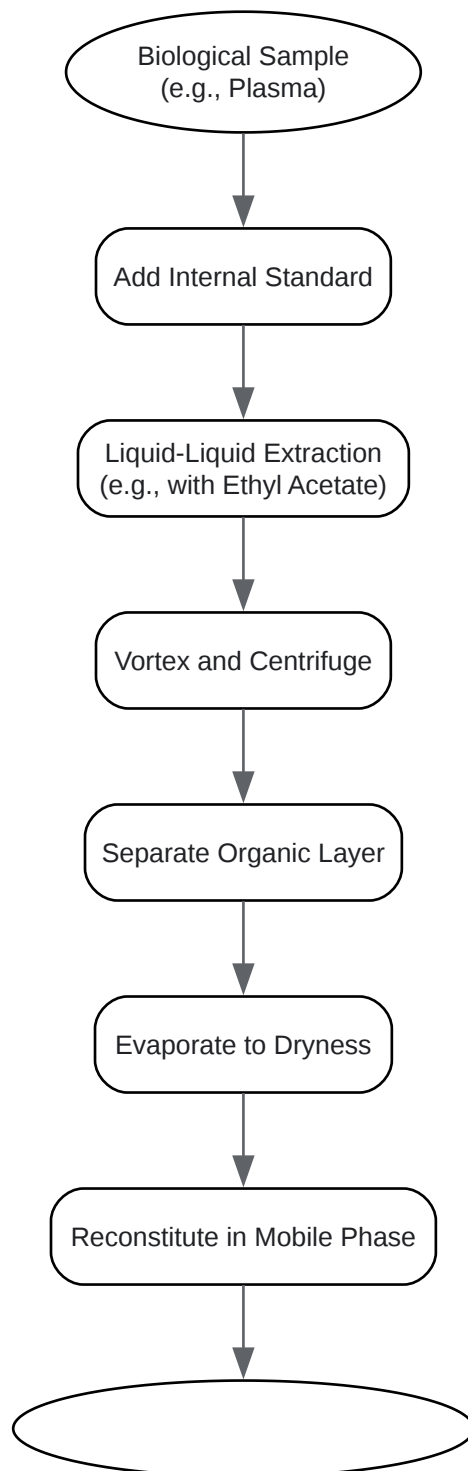 Biological Sample
(e.g., Plasma)
Add Internal Standard
Liquid-Liquid Extraction
(e.g., with Ethyl Acetate)
Vortex and Centrifuge
Separate Organic Layer
Evaporate to Dryness
Reconstitute in Mobile Phase